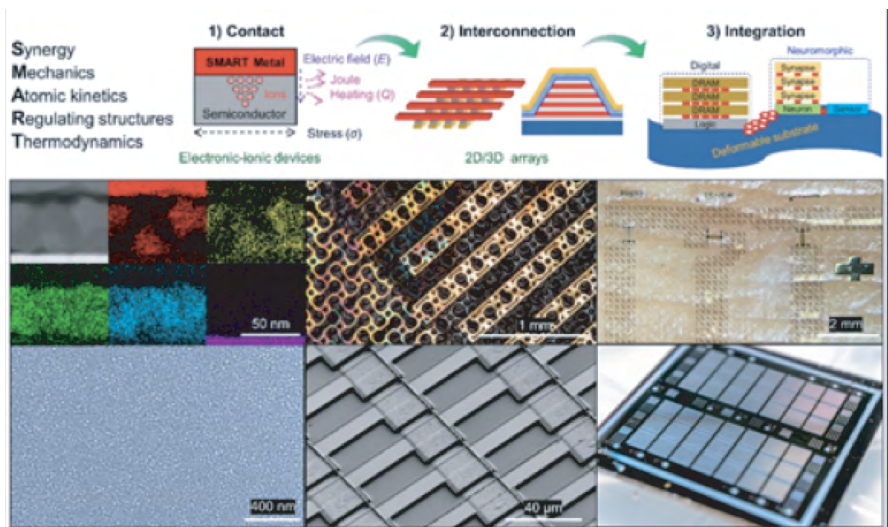 Synergy
Mechanics
Atomic kinetics
Regulating structures
Thermodynamics
1) Contact
SMART Metal
Ions
Semiconductor
Electric field (E)
Joule
Heating (Q)
Stress (σ)
Electronic-ionic devices
2) Interconnection
2D/3D arrays
3) Integration
Digital
DRAM
DRAM
DRAM
Logic
Neuromorphic
Synapse
Synapse
Synapse
Neuron
Sensor
Deformable substrate
50 nm
1 mm
2 mm
400 nm
40 μm